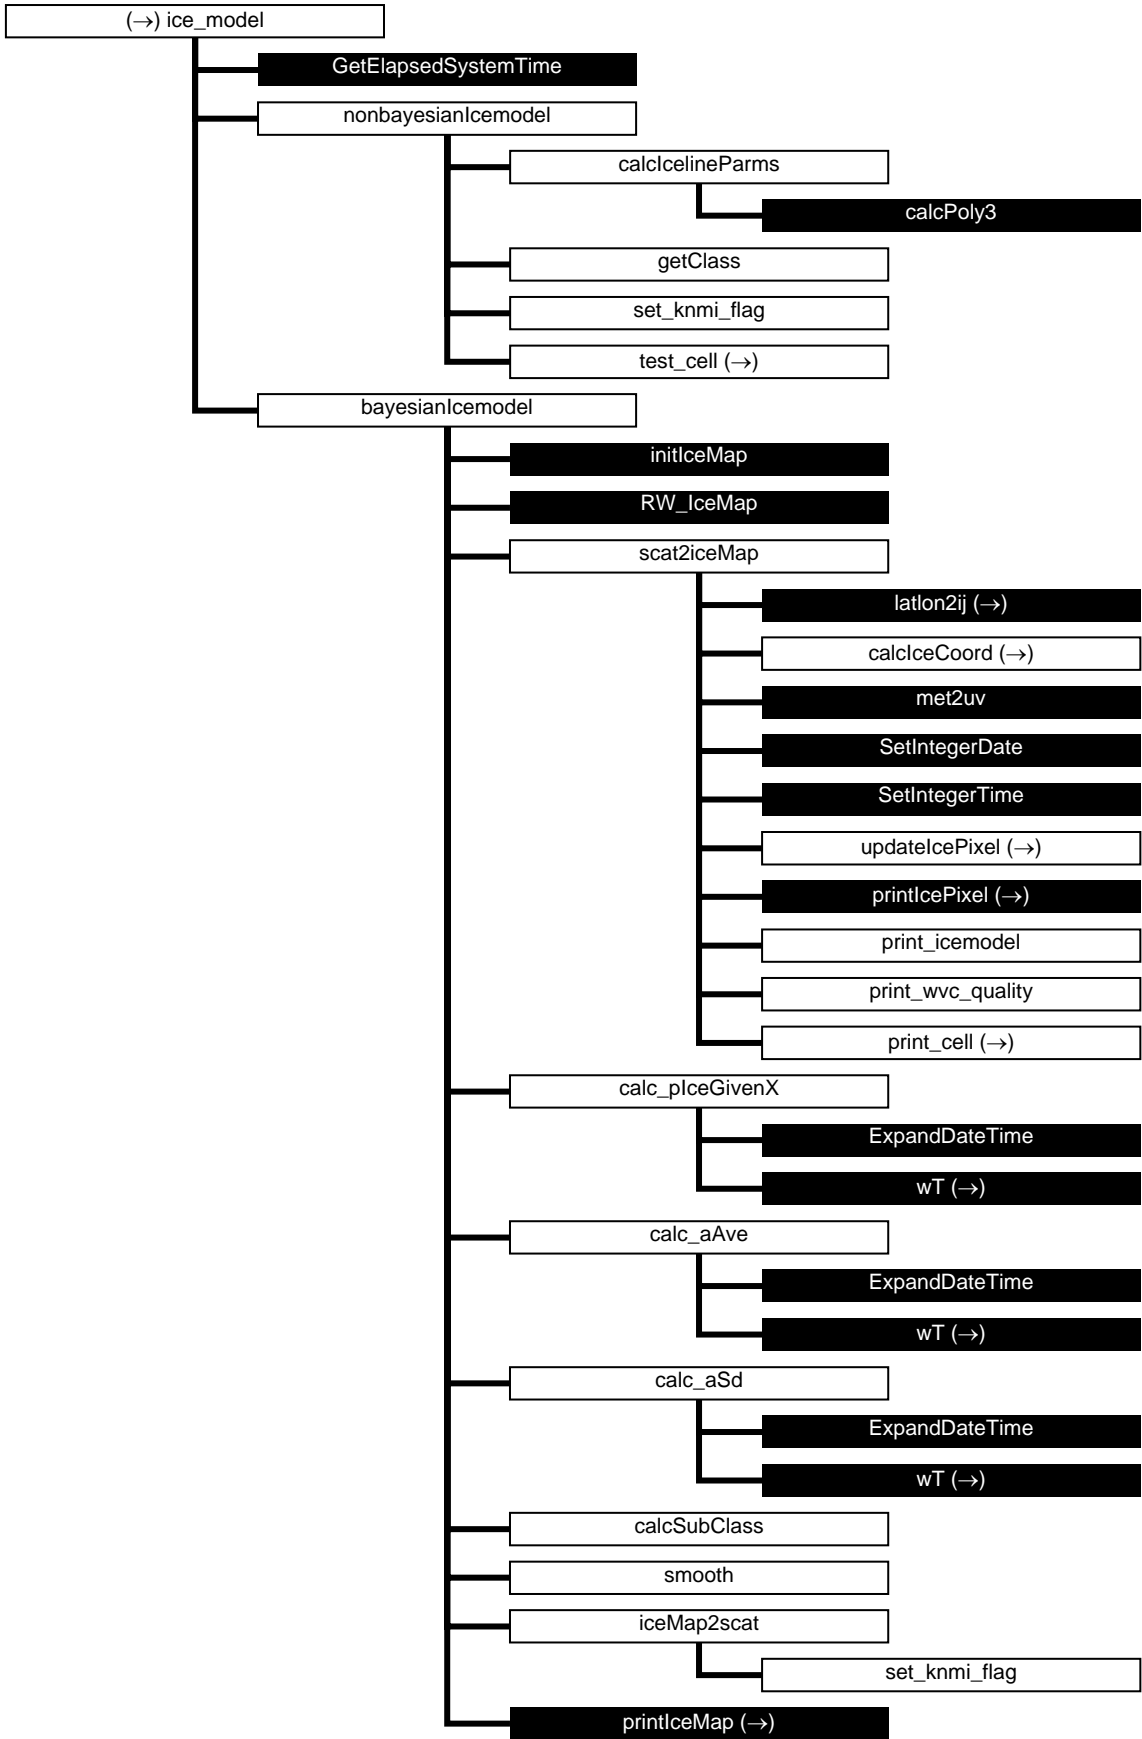 (→) ice_model
GetElapsedSystemTime
nonbayesianIcemodel
calcIcelineParms
calcPoly3
getClass
set_knmi_flag
test_cell (→)
bayesianIcemodel
initIceMap
RW_IceMap
scat2iceMap
latlon2ij (→)
calcIceCoord (→)
met2uv
SetIntegerDate
SetIntegerTime
updateIcePixel (→)
printIcePixel (→)
print_icemodel
print_wvc_quality
print_cell (→)
calc_pIceGivenX
ExpandDateTime
wT (→)
calc_aAve
ExpandDateTime
wT (→)
calc_aSd
ExpandDateTime
wT (→)
calcSubClass
smooth
iceMap2scat
set_knmi_flag
printIceMap (→)